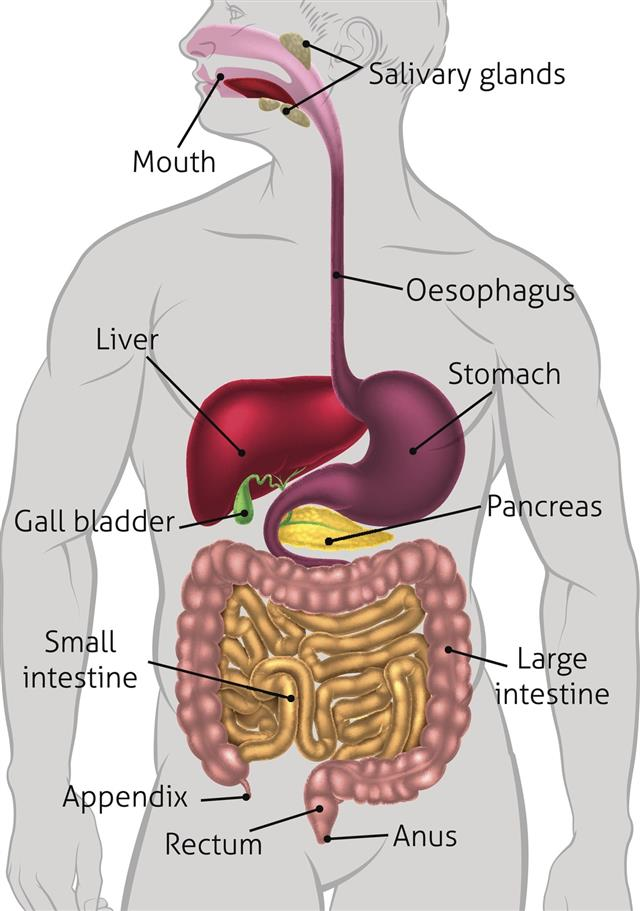 Salivary glands
Mouth
Oesophagus
Liver
Stomach
Gall bladder
Pancreas
Small
intestine
Large
intestine
Appendix
Rectum
Anus